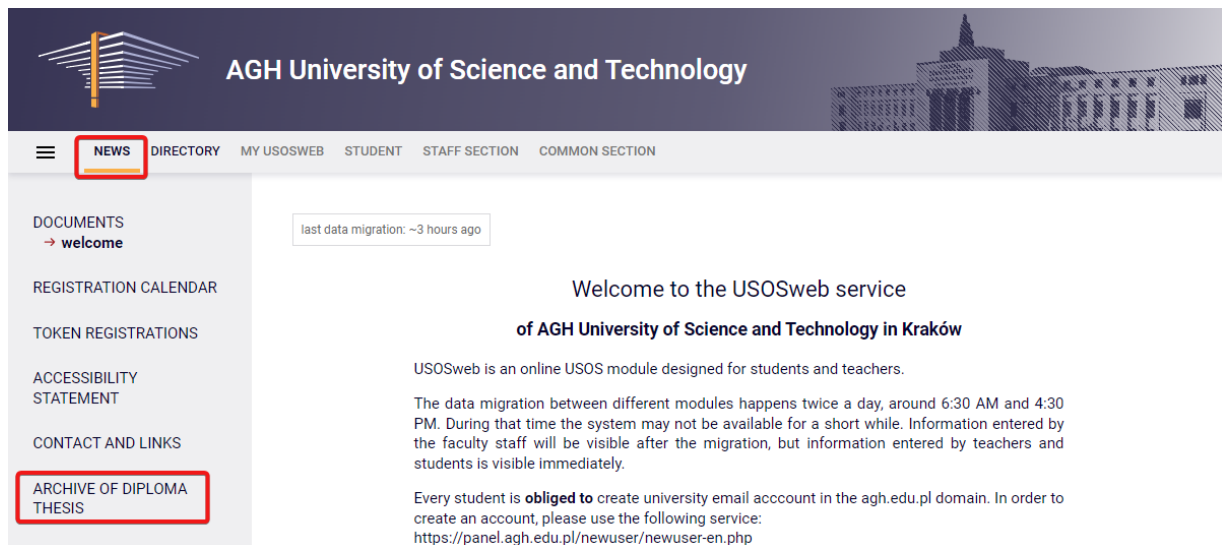 AGH University of Science and Technology
NEWS DIRECTORY MY USOSWEB STUDENT STAFF SECTION COMMON SECTION
DOCUMENTS
→ welcome
REGISTRATION CALENDAR
TOKEN REGISTRATIONS
ACCESSIBILITY
STATEMENT
CONTACT AND LINKS
ARCHIVE OF DIPLOMA
THESIS
last data migration: ~3 hours ago
Welcome to the USOSweb service
of AGH University of Science and Technology in Kraków
USOSweb is an online USOS module designed for students and teachers.
The data migration between different modules happens twice a day, around 6:30 AM and 4:30
PM. During that time the system may not be available for a short while. Information entered by
the faculty staff will be visible after the migration, but information entered by teachers and
students is visible immediately.
Every student is obliged to create university email acccount in the agh.edu.pl domain. In order to
create an account, please use the following service:
https://panel.agh.edu.pl/newuser/newuser-en.php